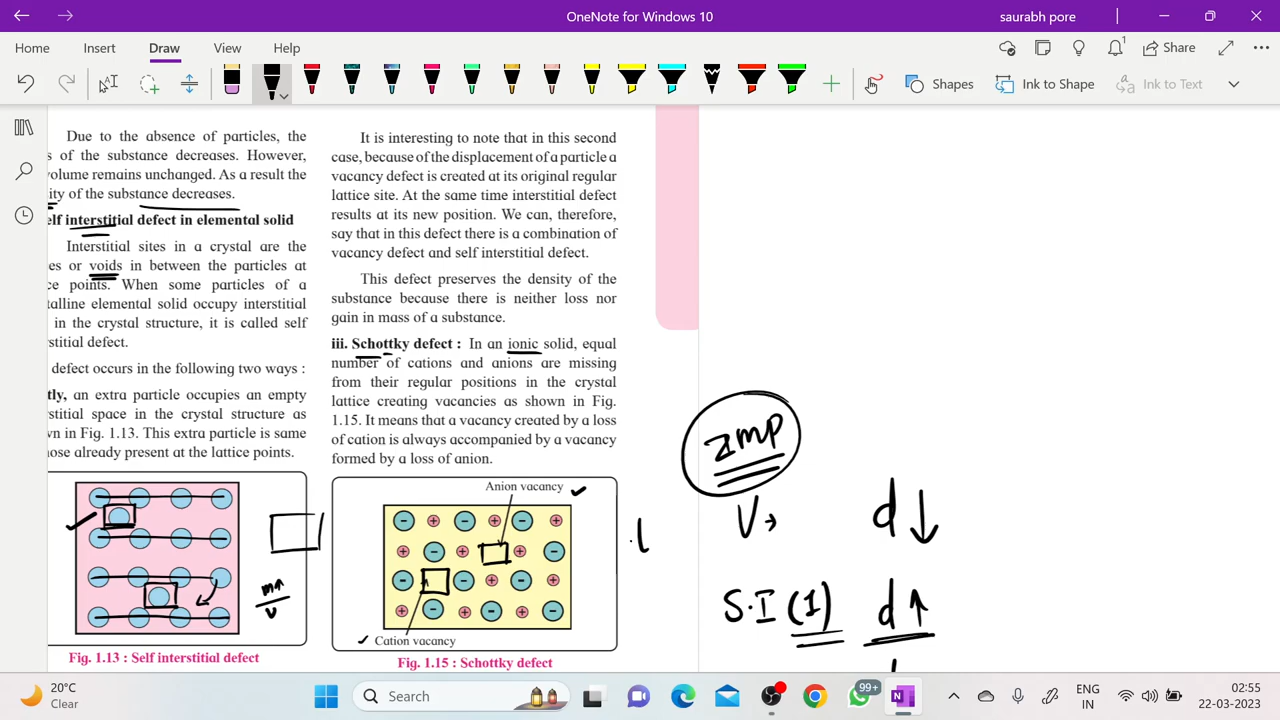 OneNote for Windows 10
saurabh pore
Home Insert Draw View Help
Share
Shapes
Ink to Shape
Ink to Text
Due to the absence of particles, the
s of the substance decreases. However,
volume remains unchanged. As a result the
ity of the substance decreases.
elf interstitial defect in elemental solid
Interstitial sites in a crystal are the
es or voids in between the particles at
ce points. When some particles of a
talline elemental solid occupy interstitial
in the crystal structure, it is called self
rstitial defect.
defect occurs in the following two ways :
tly, an extra particle occupies an empty
rstitial space in the crystal structure as
vn in Fig. 1.13. This extra particle is same
hose already present at the lattice points.
m↑
V
Fig. 1.13 : Self interstitial defect
It is interesting to note that in this second
case, because of the displacement of a particle a
vacancy defect is created at its original regular
lattice site. At the same time interstitial defect
results at its new position. We can, therefore,
say that in this defect there is a combination of
vacancy defect and self interstitial defect.
This defect preserves the density of the
substance because there is neither loss nor
gain in mass of a substance.
iii. Schottky defect : In an ionic solid, equal
number of cations and anions are missing
from their regular positions in the crystal
lattice creating vacancies as shown in Fig.
1.15. It means that a vacancy created by a loss
of cation is always accompanied by a vacancy
formed by a loss of anion.
Anion vacancy
Cation vacancy
Fig. 1.15 : Schottky defect
Imp
V→ d↓
S.I (1) d↑
20°C
Clear
Search
99+
ENG
IN
02:55
22-03-2023